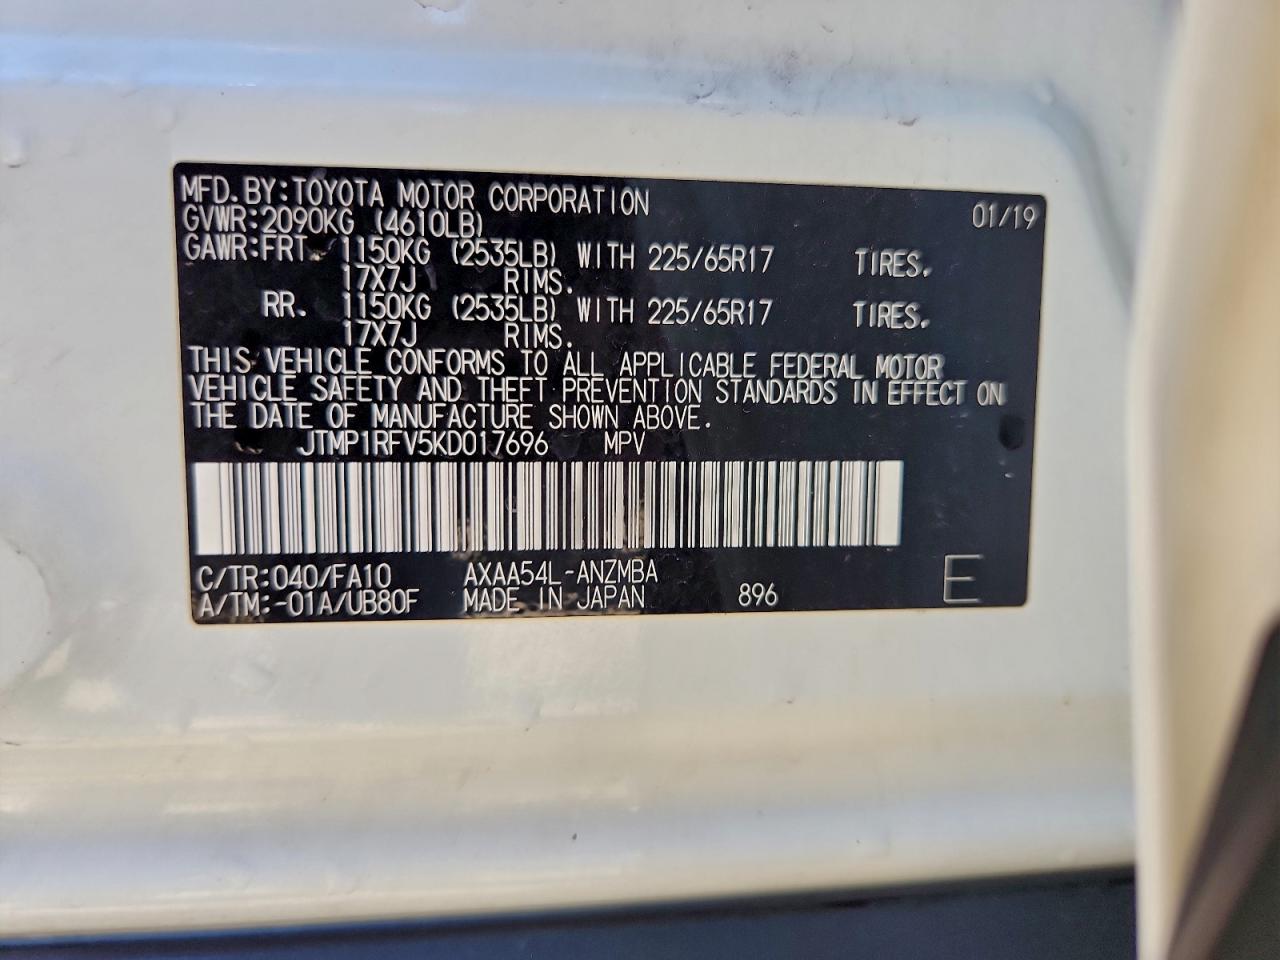 MFD.BY:TOYOTA MOTOR CORPORATION 01/19
GVWR:2090KG (4610LB)
GAWR:FRT. 1150KG (2535LB) WITH 225/65R17 TIRES.
17X7J RIMS.
RR. 1150KG (2535LB) WITH 225/65R17 TIRES.
17X7J RIMS.
THIS VEHICLE CONFORMS TO ALL APPLICABLE FEDERAL MOTOR
VEHICLE SAFETY AND THEFT PREVENTION STANDARDS IN EFFECT ON
THE DATE OF MANUFACTURE SHOWN ABOVE.
JTMP1RFV5KD017696 MPV
C/TR:040/FA10 AXAA54L-ANZMBA
A/TM:-01A/UB80F MADE IN JAPAN 896 E